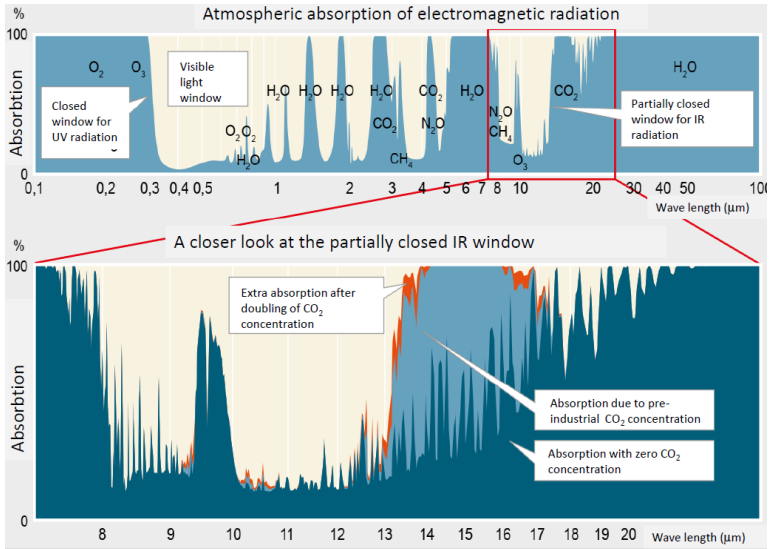 %
Atmospheric absorption of electromagnetic radiation
100
Absorbtion
0
O2
O3
Closed
window for
UV radiation
Visible
light
window
O2O2
H2O
H2O
H2O
H2O
H2O
CO2
CH4
CO2
N2O
H2O
N2O
CH4
O3
CO2
Partially closed
window for IR
radiation
H2O
0,1
0,2
0,3
0,4
0,5
1
2
3
4
5
6
7
8
10
20
30
40
50
100
Wave length (µm)
%
A closer look at the partially closed IR window
100
Absorbtion
0
Extra absorption after
doubling of CO2
concentration
Absorption due to pre-
industrial CO2 concentration
Absorption with zero CO2
concentration
8
9
10
11
12
13
14
15
16
17
18
19
20
Wave length (µm)